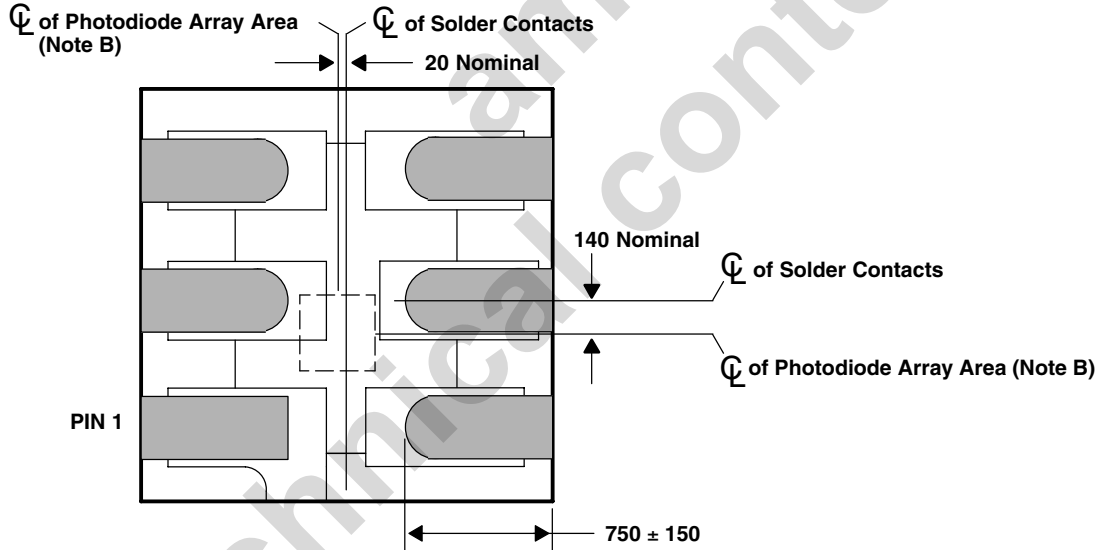 ℄ of Photodiode Array Area
(Note B)
℄ of Solder Contacts
20 Nominal
140 Nominal
℄ of Solder Contacts
℄ of Photodiode Array Area (Note B)
PIN 1
750 ± 150